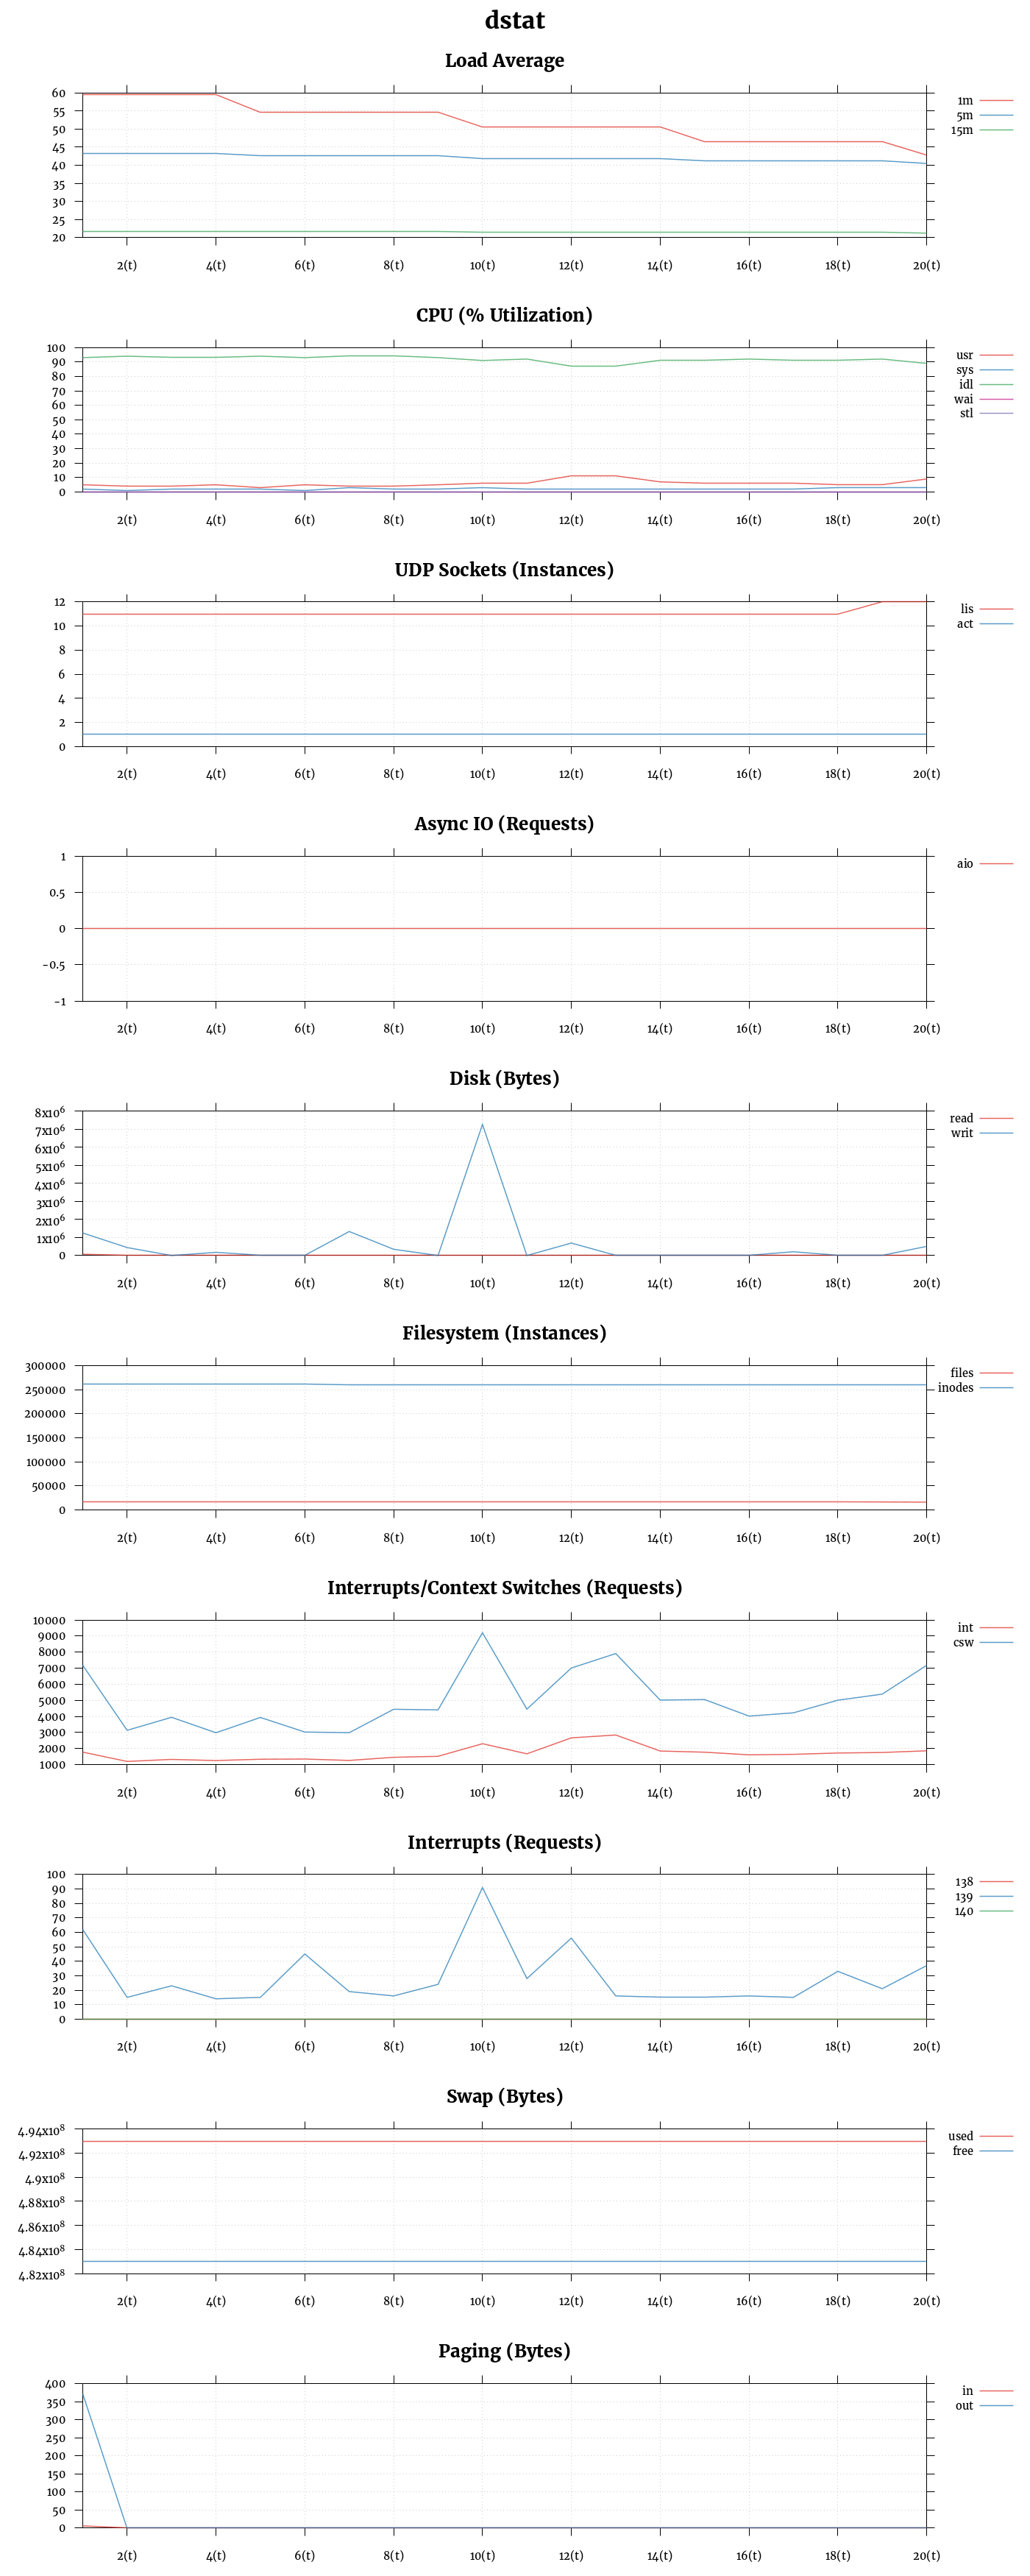 dstat
Load Average
60
55
50
45
40
35
30
25
20
2(t) 4(t) 6(t) 8(t) 10(t) 12(t) 14(t) 16(t) 18(t) 20(t)
1m
5m
15m
CPU (% Utilization)
100
90
80
70
60
50
40
30
20
10
0
2(t) 4(t) 6(t) 8(t) 10(t) 12(t) 14(t) 16(t) 18(t) 20(t)
usr
sys
idl
wai
stl
UDP Sockets (Instances)
12
10
8
6
4
2
0
2(t) 4(t) 6(t) 8(t) 10(t) 12(t) 14(t) 16(t) 18(t) 20(t)
lis
act
Async IO (Requests)
1
0.5
0
-0.5
-1
2(t) 4(t) 6(t) 8(t) 10(t) 12(t) 14(t) 16(t) 18(t) 20(t)
aio
Disk (Bytes)
8x10⁶
7x10⁶
6x10⁶
5x10⁶
4x10⁶
3x10⁶
2x10⁶
1x10⁶
0
2(t) 4(t) 6(t) 8(t) 10(t) 12(t) 14(t) 16(t) 18(t) 20(t)
read
writ
Filesystem (Instances)
300000
250000
200000
150000
100000
50000
0
2(t) 4(t) 6(t) 8(t) 10(t) 12(t) 14(t) 16(t) 18(t) 20(t)
files
inodes
Interrupts/Context Switches (Requests)
10000
9000
8000
7000
6000
5000
4000
3000
2000
1000
2(t) 4(t) 6(t) 8(t) 10(t) 12(t) 14(t) 16(t) 18(t) 20(t)
int
csw
Interrupts (Requests)
100
90
80
70
60
50
40
30
20
10
0
2(t) 4(t) 6(t) 8(t) 10(t) 12(t) 14(t) 16(t) 18(t) 20(t)
138
139
140
Swap (Bytes)
4.94x10⁸
4.92x10⁸
4.9x10⁸
4.88x10⁸
4.86x10⁸
4.84x10⁸
4.82x10⁸
2(t) 4(t) 6(t) 8(t) 10(t) 12(t) 14(t) 16(t) 18(t) 20(t)
used
free
Paging (Bytes)
400
350
300
250
200
150
100
50
0
2(t) 4(t) 6(t) 8(t) 10(t) 12(t) 14(t) 16(t) 18(t) 20(t)
in
out